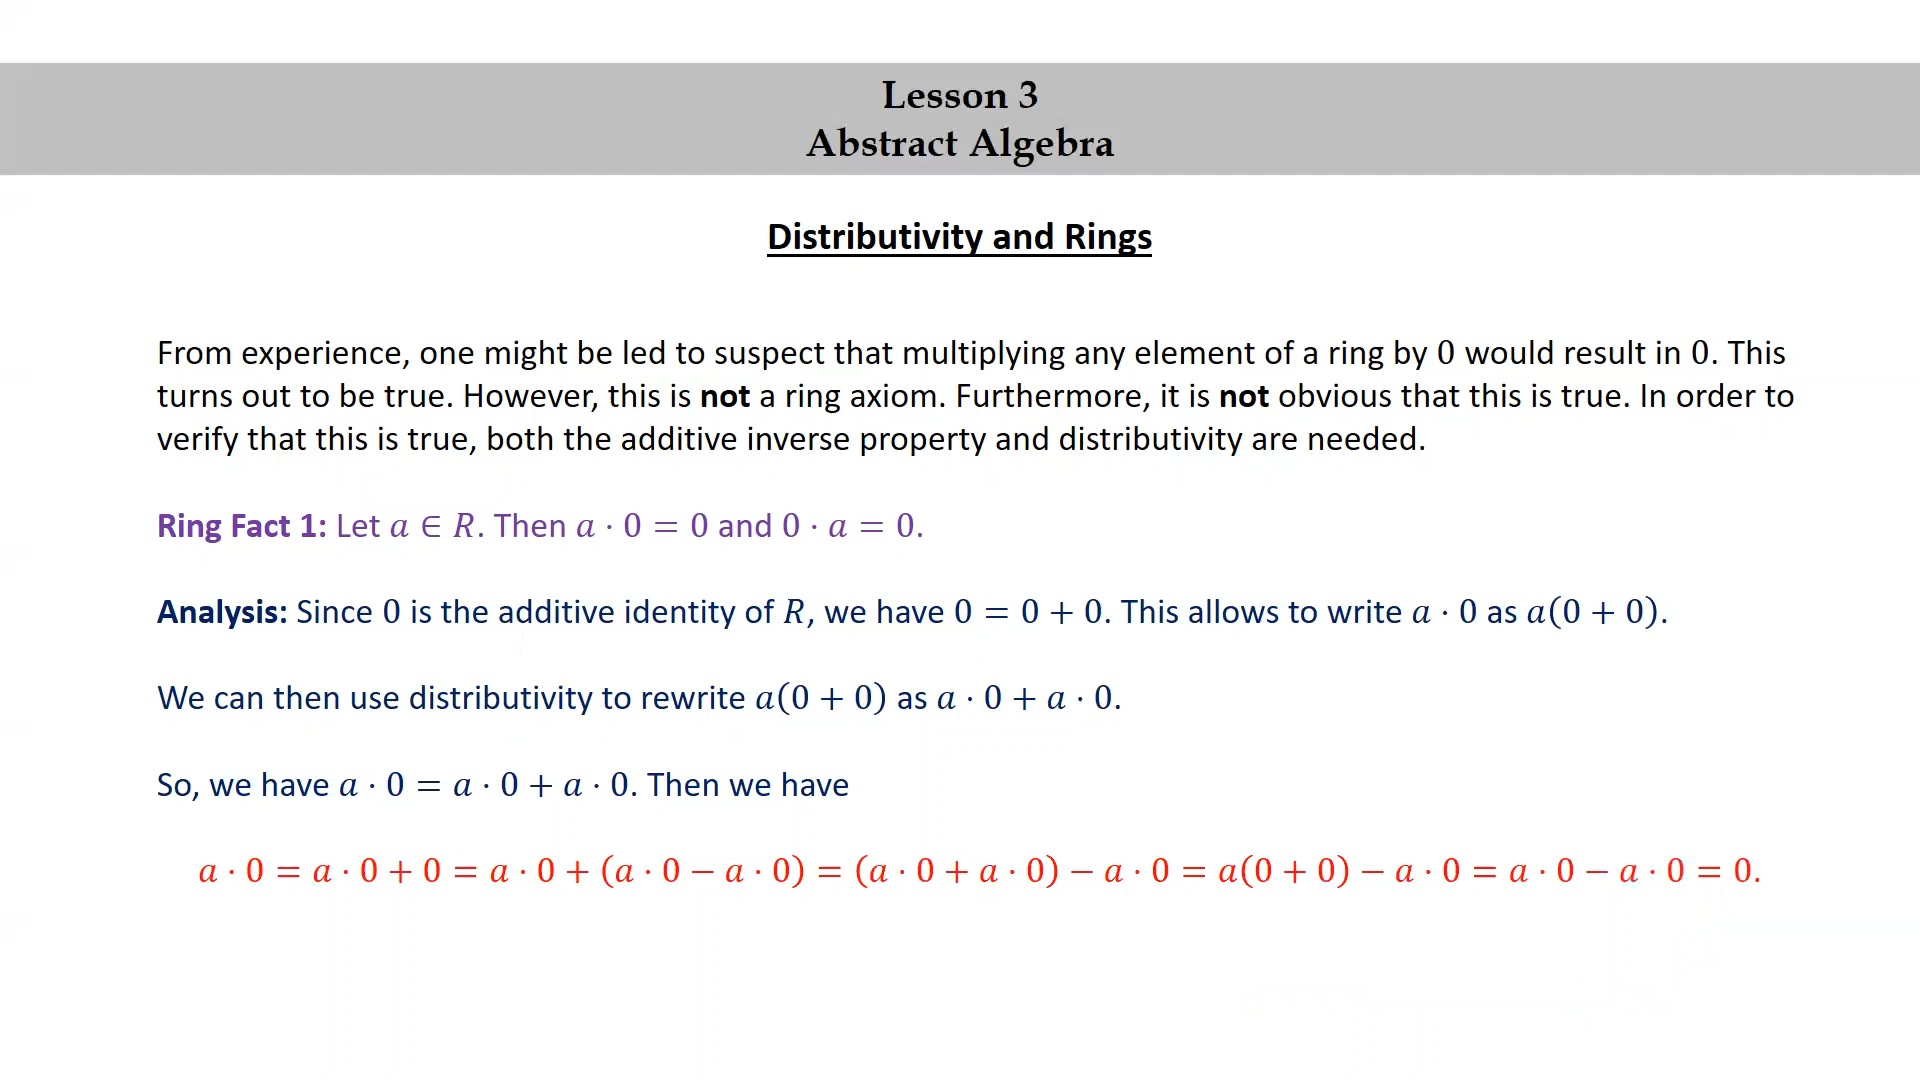 Lesson 3
Abstract Algebra
Distributivity and Rings
From experience, one might be led to suspect that multiplying any element of a ring by 0 would result in 0. This
turns out to be true. However, this is not a ring axiom. Furthermore, it is not obvious that this is true. In order to
verify that this is true, both the additive inverse property and distributivity are needed.
Ring Fact 1: Let a ∈ R. Then a · 0 = 0 and 0 · a = 0.
Analysis: Since 0 is the additive identity of R, we have 0 = 0 + 0. This allows to write a · 0 as a(0 + 0).
We can then use distributivity to rewrite a(0 + 0) as a · 0 + a · 0.
So, we have a · 0 = a · 0 + a · 0. Then we have
a · 0 = a · 0 + 0 = a · 0 + (a · 0 − a · 0) = (a · 0 + a · 0) − a · 0 = a(0 + 0) − a · 0 = a · 0 − a · 0 = 0.